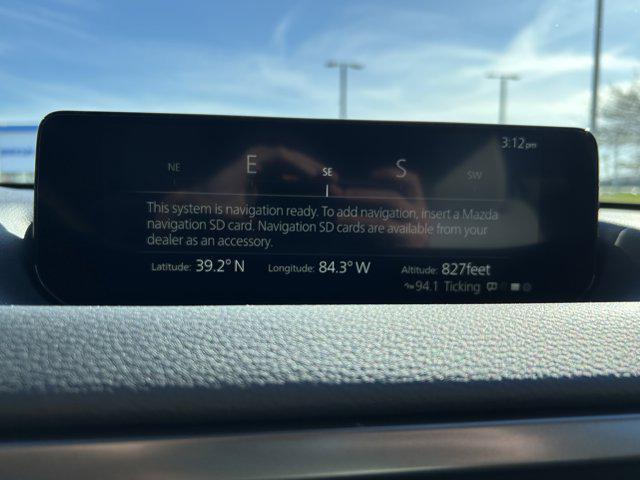 3:12pm
NE E SE S SW
This system is navigation ready. To add navigation, insert a Mazda
navigation SD card. Navigation SD cards are available from your
dealer as an accessory.
Latitude: 39.2° N Longitude: 84.3° W Altitude: 827feet
94.1 Ticking